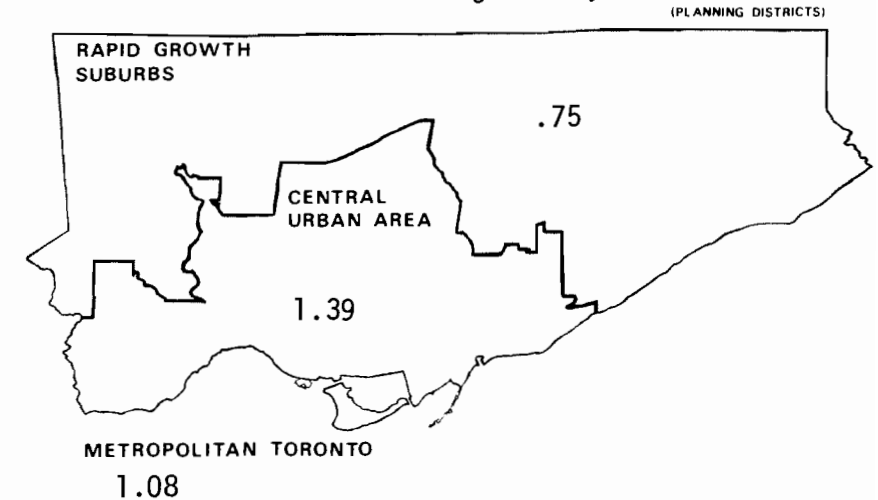 (PLANNING DISTRICTS)
RAPID GROWTH
SUBURBS
.75
CENTRAL
URBAN AREA
1.39
METROPOLITAN TORONTO
1.08